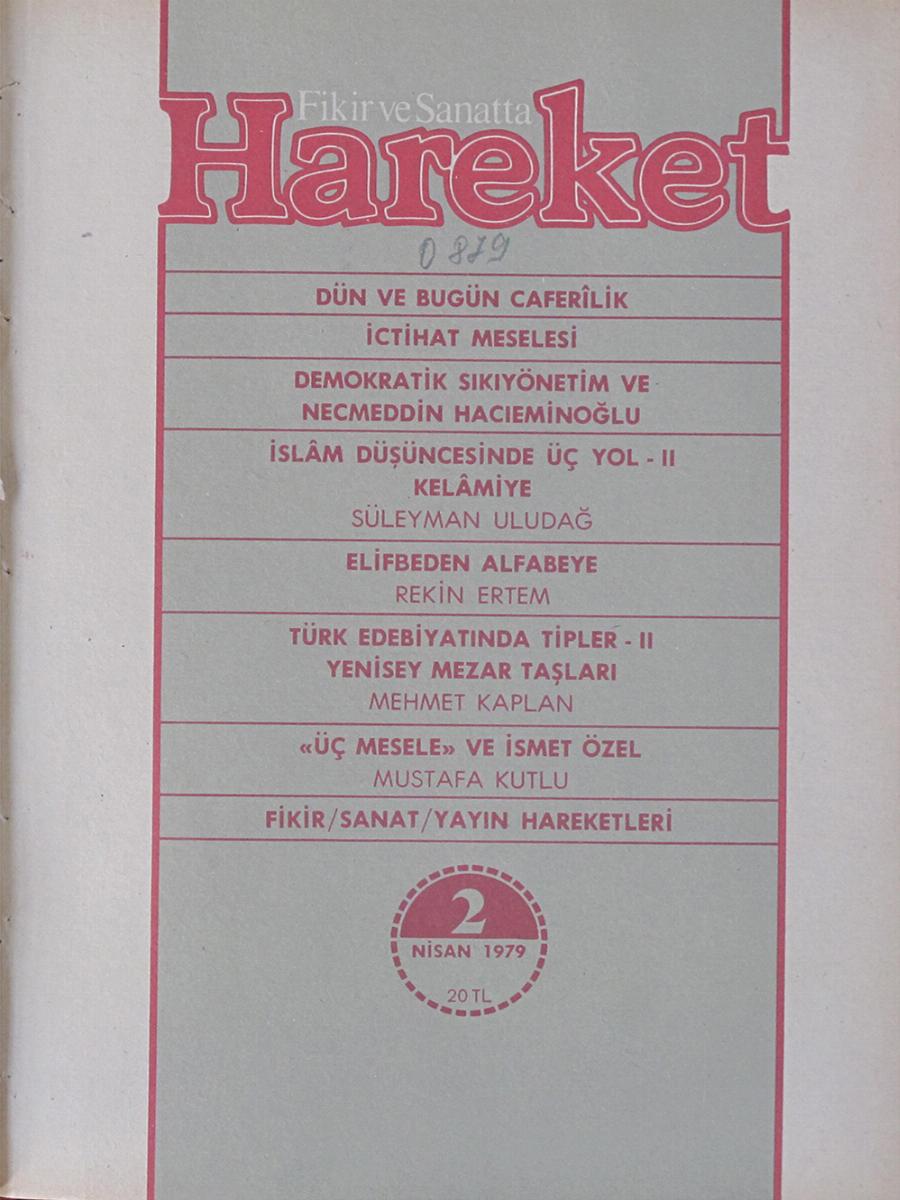 Fikir ve Sanatta
Hareket
0 879
DÜN VE BUGÜN CAFERÎLİK
İCTİHAT MESELESİ
DEMOKRATİK SIKIYÖNETİM VE
NECMEDDİN HACIEMİNOĞLU
İSLÂM DÜŞÜNCESİNDE ÜÇ YOL - II
KELÂMİYE
SÜLEYMAN ULUDAĞ
ELİFBEDEN ALFABEYE
REKİN ERTEM
TÜRK EDEBİYATINDA TİPLER - II
YENİSEY MEZAR TAŞLARI
MEHMET KAPLAN
«ÜÇ MESELE» VE İSMET ÖZEL
MUSTAFA KUTLU
FİKİR/SANAT/YAYIN HAREKETLERİ
2
NİSAN 1979
20 TL